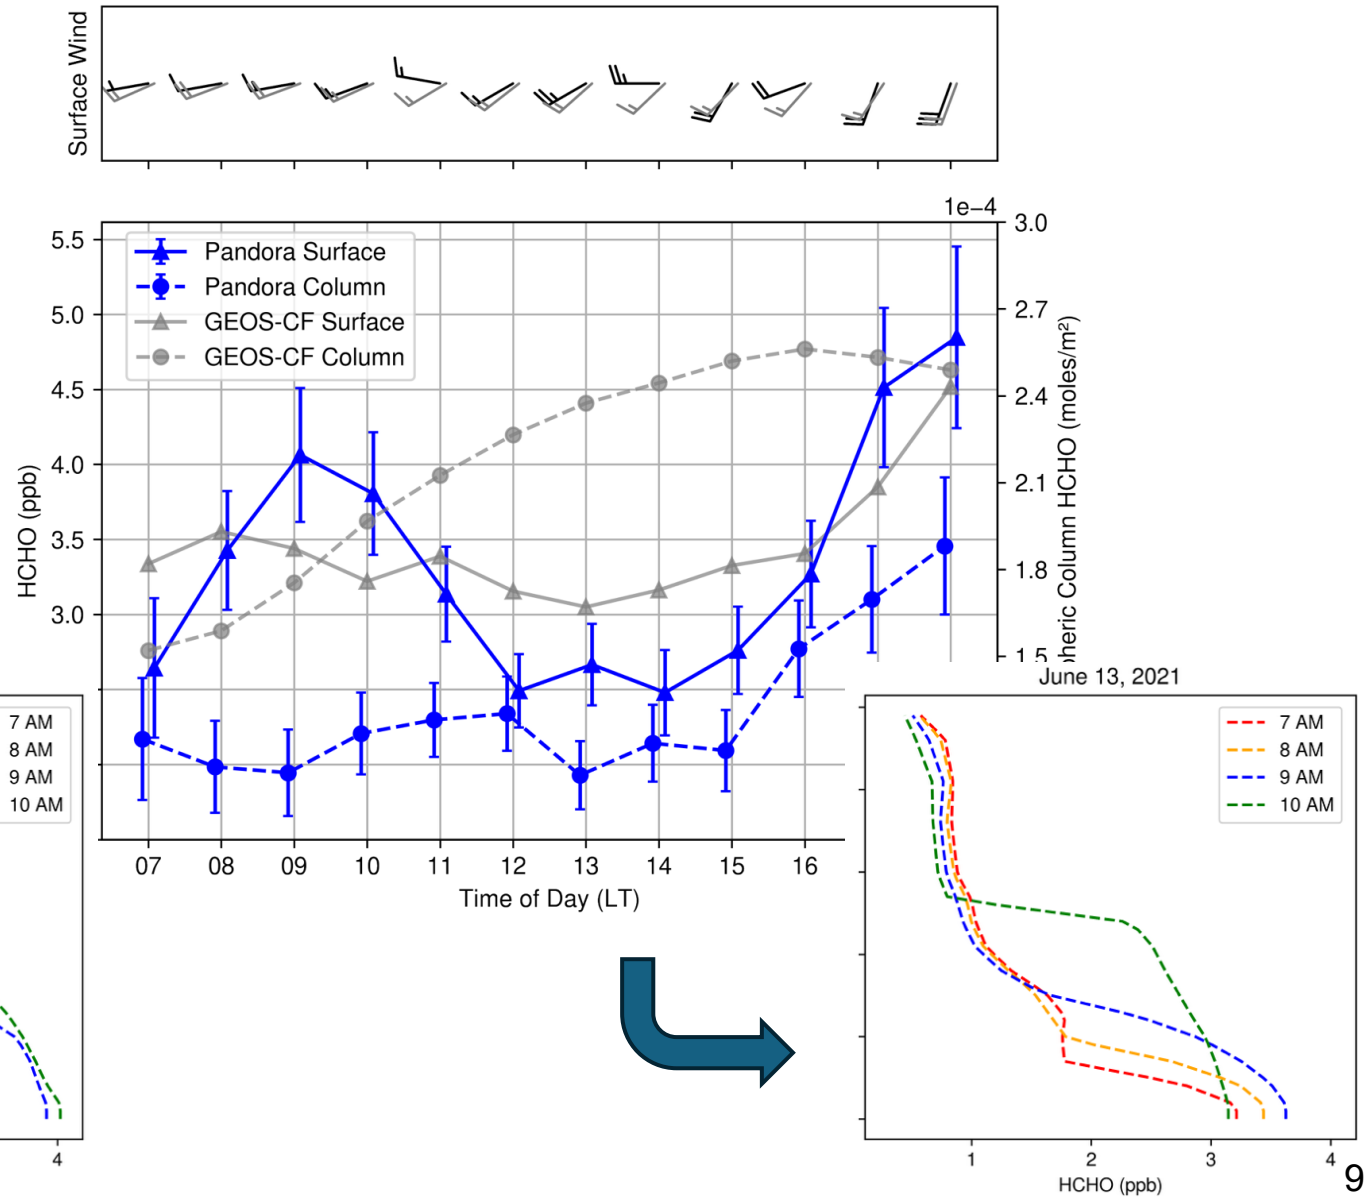 Surface Wind
1e−4
Pandora Surface
Pandora Column
GEOS-CF Surface
GEOS-CF Column
5.5
5.0
4.5
4.0
3.5
3.0
HCHO (ppb)
3.0
2.7
2.4
2.1
1.8
1.5
pheric Column HCHO (moles/m²)
07 08 09 10 11 12 13 14 15 16
Time of Day (LT)
7 AM
8 AM
9 AM
10 AM
4
June 13, 2021
7 AM
8 AM
9 AM
10 AM
1 2 3 4
HCHO (ppb)
9